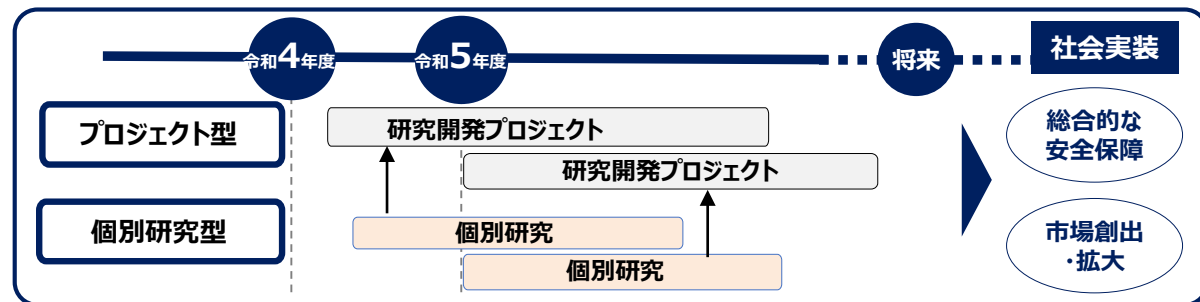 令和4年度
令和5年度
将来
社会実装
プロジェクト型
研究開発プロジェクト
研究開発プロジェクト
総合的な
安全保障
個別研究型
個別研究
個別研究
市場創出
・拡大